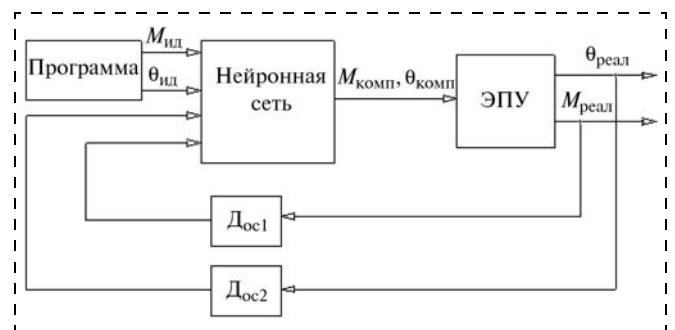 Программа
M_ид
θ_ид
Нейронная
сеть
M_комп, θ_комп
ЭПУ
θ_реал
M_реал
Д_ос1
Д_ос2